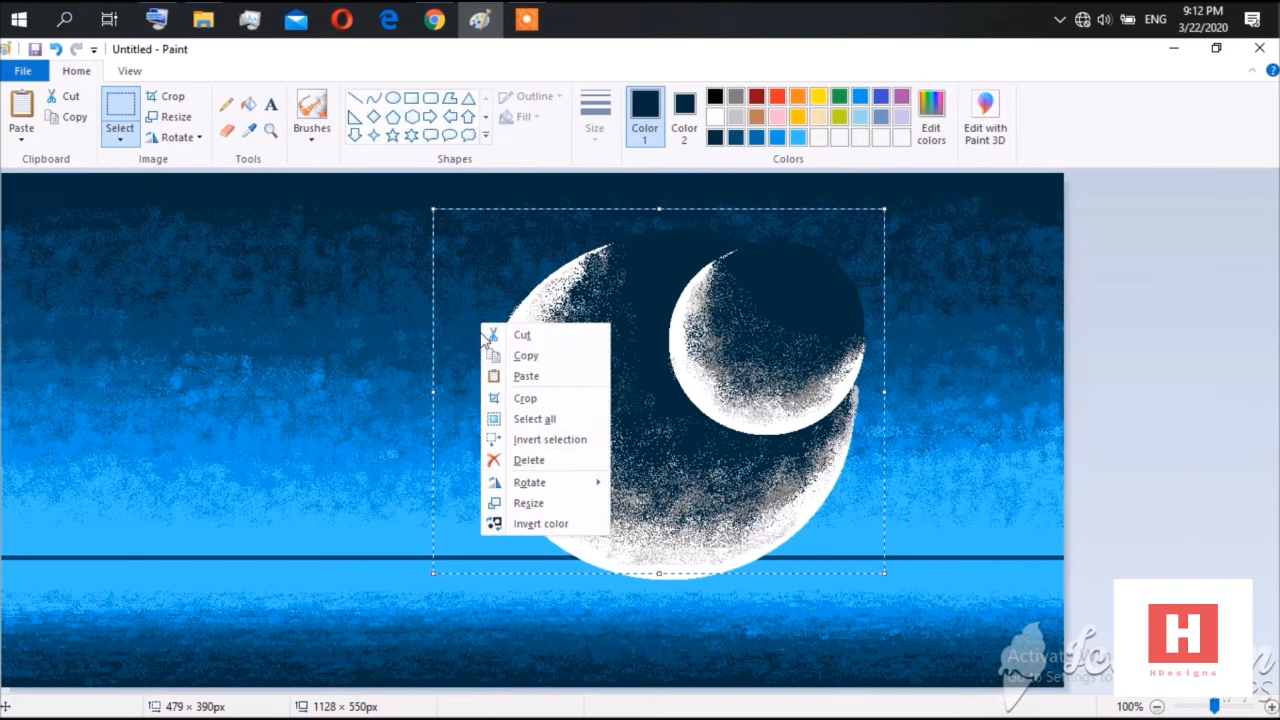 ENG
9:12 PM
3/22/2020
Untitled - Paint
File
Home
View
Paste
Cut
Copy
Clipboard
Select
Crop
Resize
Rotate
Image
Tools
Brushes
Shapes
Outline
Fill
Size
Color 1
Color 2
Colors
Edit colors
Edit with Paint 3D
Cut
Copy
Paste
Crop
Select all
Invert selection
Delete
Rotate
Resize
Invert color
H
HDesigns
479 × 390px
1128 × 550px
100%